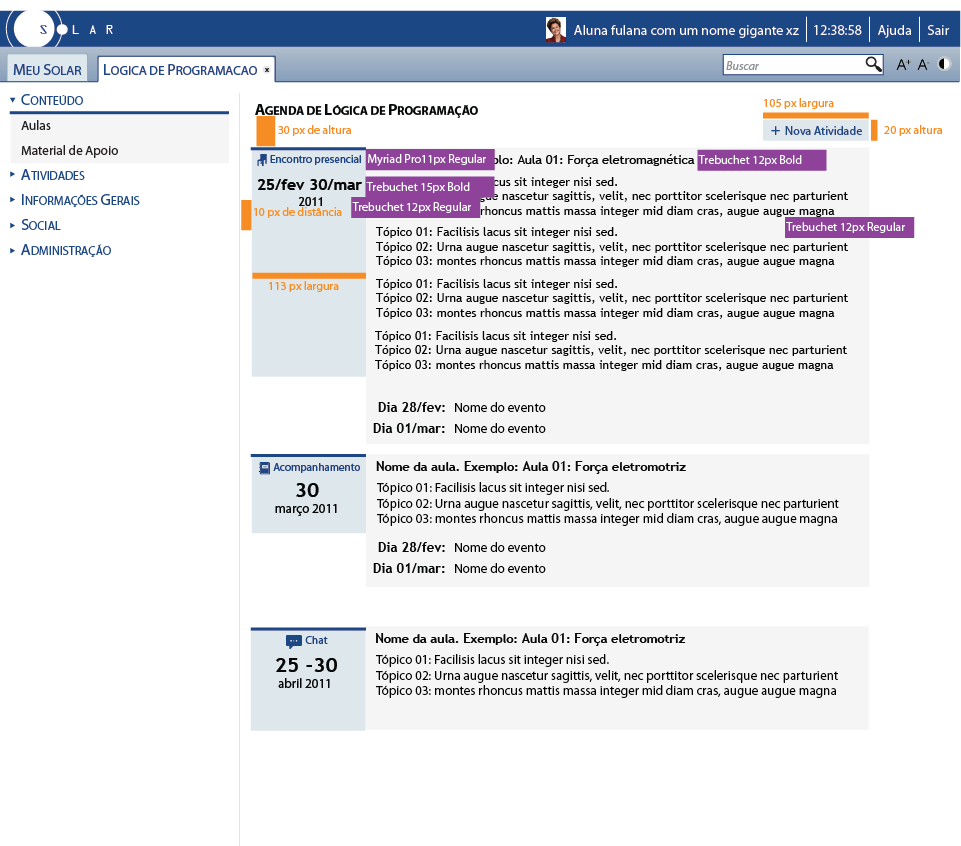 S O L A R
Aluna fulana com um nome gigante xz
12:38:58
Ajuda
Sair
MEU SOLAR
LOGICA DE PROGRAMACAO ×
Buscar
A+ A-
CONTEÚDO
Aulas
Material de Apoio
ATIVIDADES
INFORMAÇÕES GERAIS
SOCIAL
ADMINISTRAÇÃO
AGENDA DE LÓGICA DE PROGRAMAÇÃO
30 px de altura
105 px largura
+ Nova Atividade
20 px altura
Encontro presencial
Myriad Pro11px Regular
plo: Aula 01: Força eletromagnética
Trebuchet 12px Bold
25/fev 30/mar
Trebuchet 15px Bold
cus sit integer nisi sed.
2011
gue nascetur sagittis, velit, nec porttitor scelerisque nec parturient
Trebuchet 12px Regular
rhoncus mattis massa integer mid diam cras, augue augue magna
10 px de distância
Trebuchet 12px Regular
Tópico 01: Facilisis lacus sit integer nisi sed.
Tópico 02: Urna augue nascetur sagittis, velit, nec porttitor scelerisque nec parturient
Tópico 03: montes rhoncus mattis massa integer mid diam cras, augue augue magna
113 px largura
Tópico 01: Facilisis lacus sit integer nisi sed.
Tópico 02: Urna augue nascetur sagittis, velit, nec porttitor scelerisque nec parturient
Tópico 03: montes rhoncus mattis massa integer mid diam cras, augue augue magna
Tópico 01: Facilisis lacus sit integer nisi sed.
Tópico 02: Urna augue nascetur sagittis, velit, nec porttitor scelerisque nec parturient
Tópico 03: montes rhoncus mattis massa integer mid diam cras, augue augue magna
Dia 28/fev: Nome do evento
Dia 01/mar: Nome do evento
Acompanhamento
30
março 2011
Nome da aula. Exemplo: Aula 01: Força eletromotriz
Tópico 01: Facilisis lacus sit integer nisi sed.
Tópico 02: Urna augue nascetur sagittis, velit, nec porttitor scelerisque nec parturient
Tópico 03: montes rhoncus mattis massa integer mid diam cras, augue augue magna
Dia 28/fev: Nome do evento
Dia 01/mar: Nome do evento
Chat
25 -30
abril 2011
Nome da aula. Exemplo: Aula 01: Força eletromotriz
Tópico 01: Facilisis lacus sit integer nisi sed.
Tópico 02: Urna augue nascetur sagittis, velit, nec porttitor scelerisque nec parturient
Tópico 03: montes rhoncus mattis massa integer mid diam cras, augue augue magna